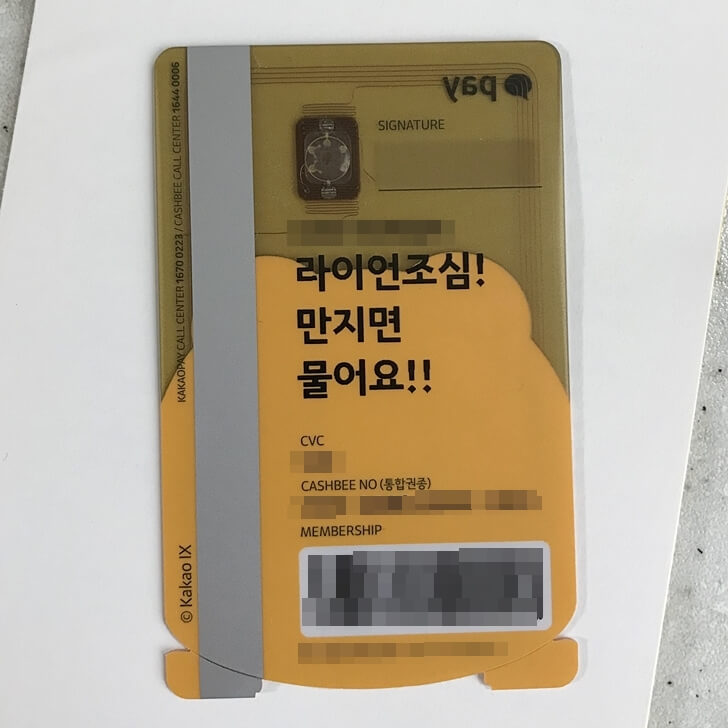 pay
SIGNATURE
라이언조심!
만지면
물어요!!
CVC
CASHBEE NO (통합권종)
MEMBERSHIP
KAKAOPAY CALL CENTER 1670 0223 / CASHBEE CALL CENTER 1644 0006
© Kakao IX